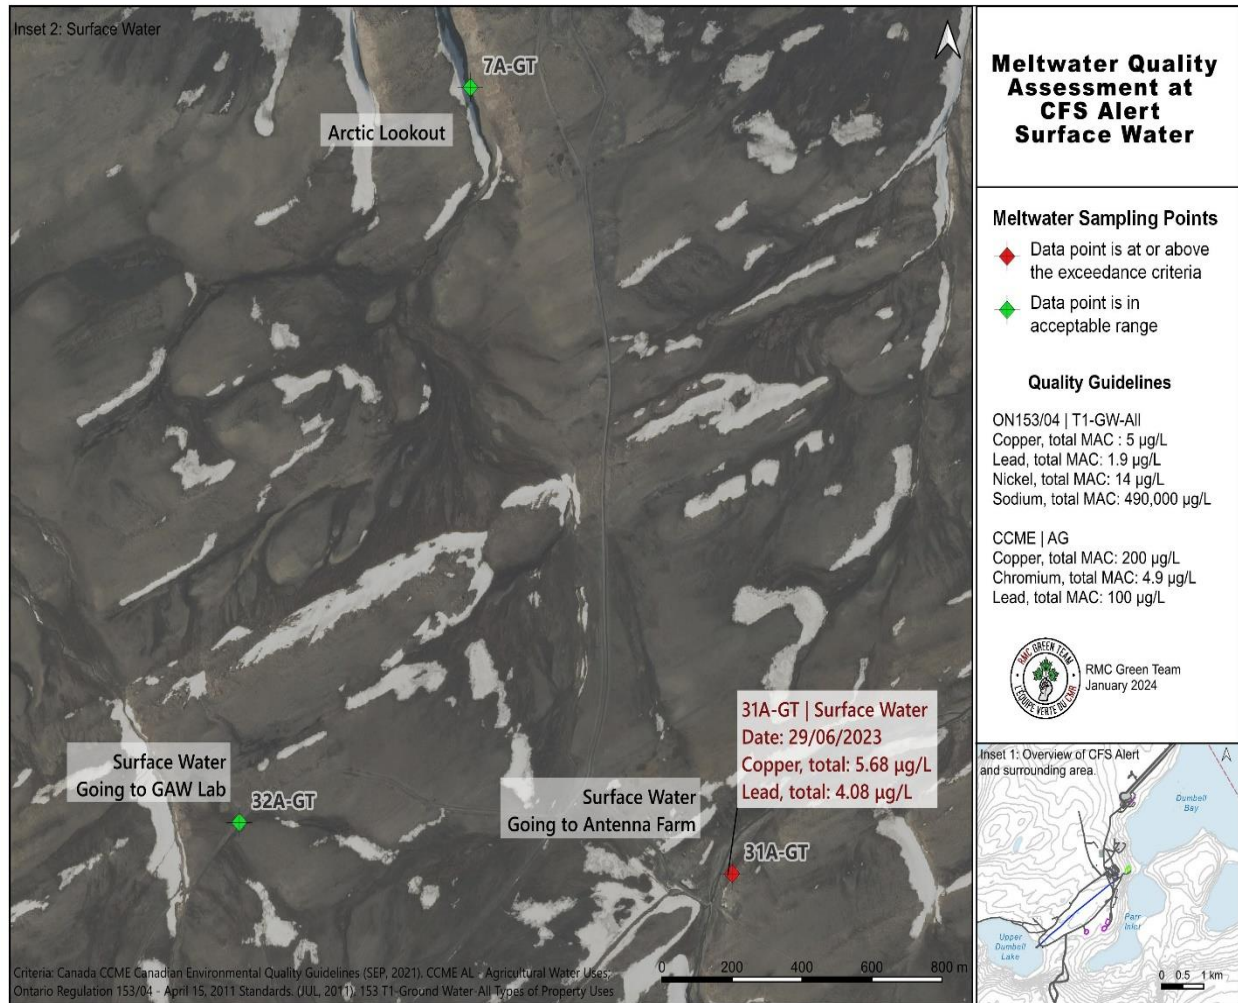 Inset 2: Surface Water
7A-GT
Arctic Lookout
Surface Water
Going to GAW Lab
32A-GT
Surface Water
Going to Antenna Farm
31A-GT | Surface Water
Date: 29/06/2023
Copper, total: 5.68 µg/L
Lead, total: 4.08 µg/L
31A-GT
0 200 400 600 800 m
Criteria: Canada CCME Canadian Environmental Quality Guidelines (SEP, 2021). CCME AL - Agricultural Water Uses;
Ontario Regulation 153/04 - April 15, 2011 Standards. (JUL, 2011). 153 T1-Ground Water-All Types of Property Uses
Meltwater Quality
Assessment at
CFS Alert
Surface Water
Meltwater Sampling Points
Data point is at or above
the exceedance criteria
Data point is in
acceptable range
Quality Guidelines
ON153/04 | T1-GW-All
Copper, total MAC : 5 µg/L
Lead, total MAC: 1.9 µg/L
Nickel, total MAC: 14 µg/L
Sodium, total MAC: 490,000 µg/L
CCME | AG
Copper, total MAC: 200 µg/L
Chromium, total MAC: 4.9 µg/L
Lead, total MAC: 100 µg/L
RMC GREEN TEAM
L'ÉQUIPE VERTE DU CMR
RMC Green Team
January 2024
Inset 1: Overview of CFS Alert
and surrounding area.
Dumbell
Bay
Parr
Inlet
Upper
Dumbell
Lake
0 0.5 1 km